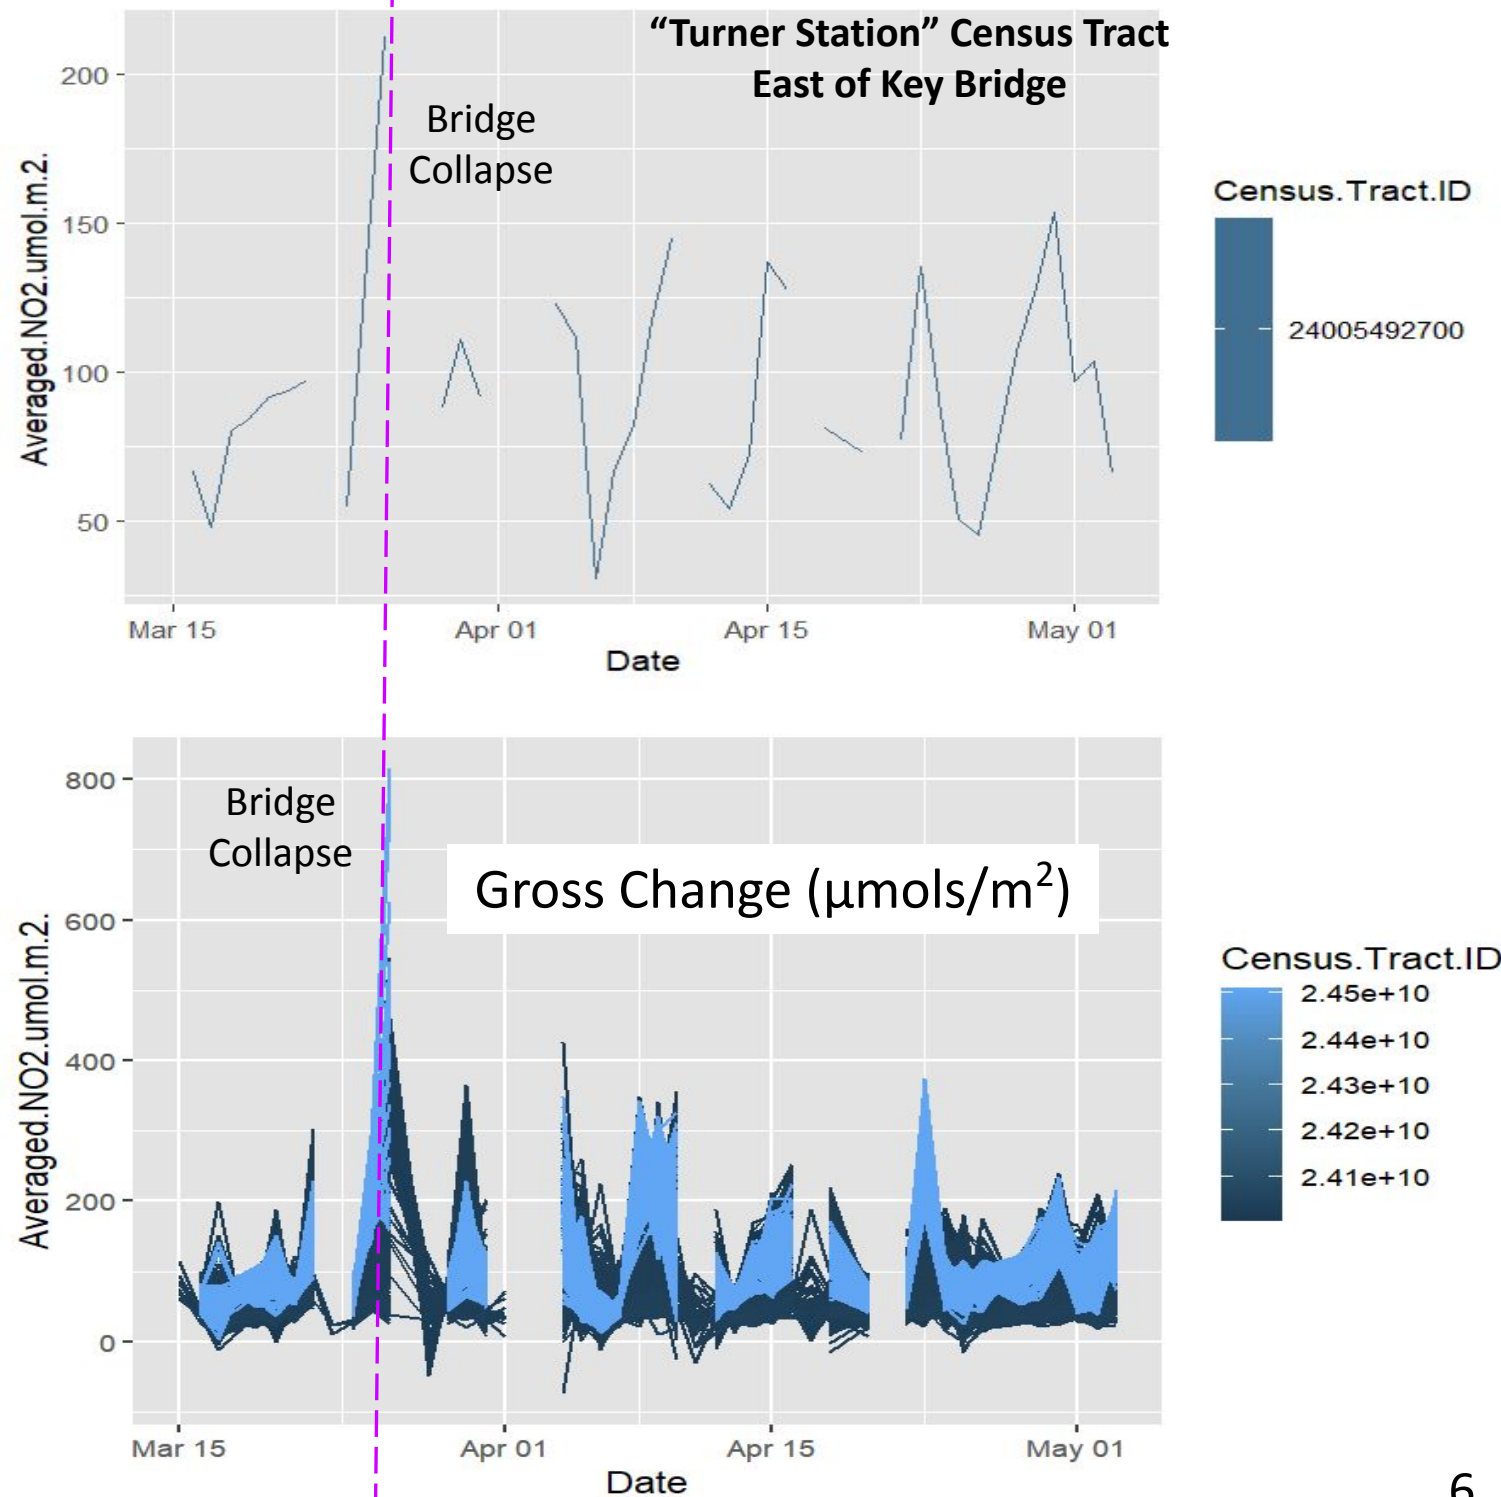 “Turner Station” Census Tract
East of Key Bridge
Bridge
Collapse
Averaged.NO2.umol.m.2.
200
150
100
50
Mar 15
Apr 01
Apr 15
May 01
Date
Census.Tract.ID
24005492700
Bridge
Collapse
Gross Change (µmols/m²)
Averaged.NO2.umol.m.2.
800
600
400
200
0
Mar 15
Apr 01
Apr 15
May 01
Date
Census.Tract.ID
2.45e+10
2.44e+10
2.43e+10
2.42e+10
2.41e+10
6